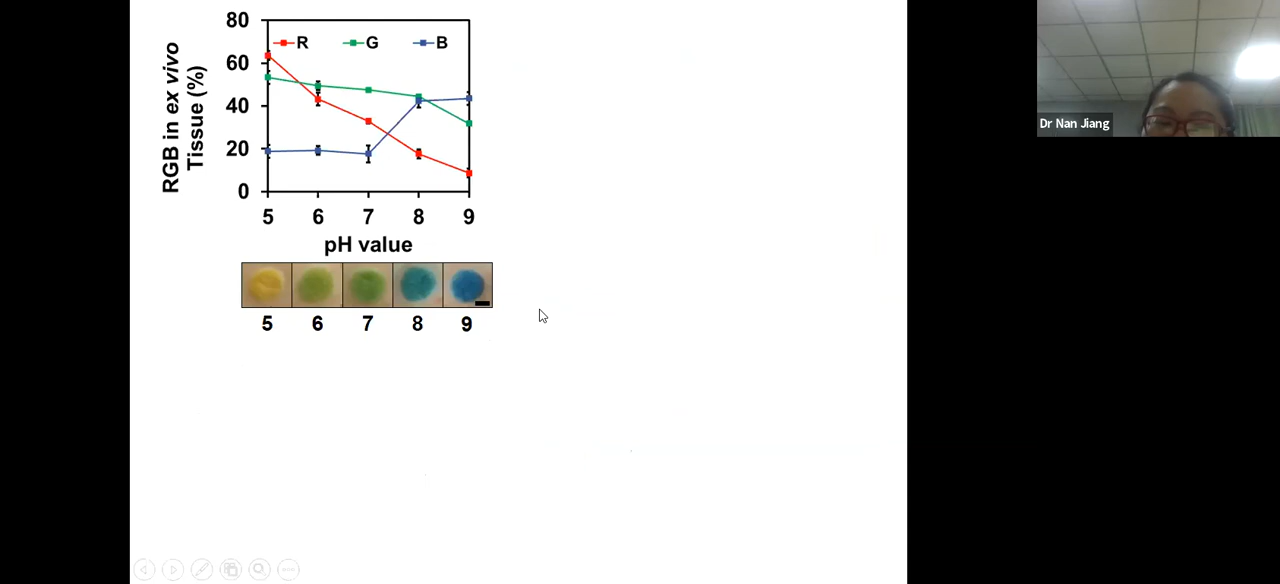 80
60
40
20
0
RGB in ex vivo
Tissue (%)
R G B
5 6 7 8 9
pH value
5 6 7 8 9
Dr Nan Jiang